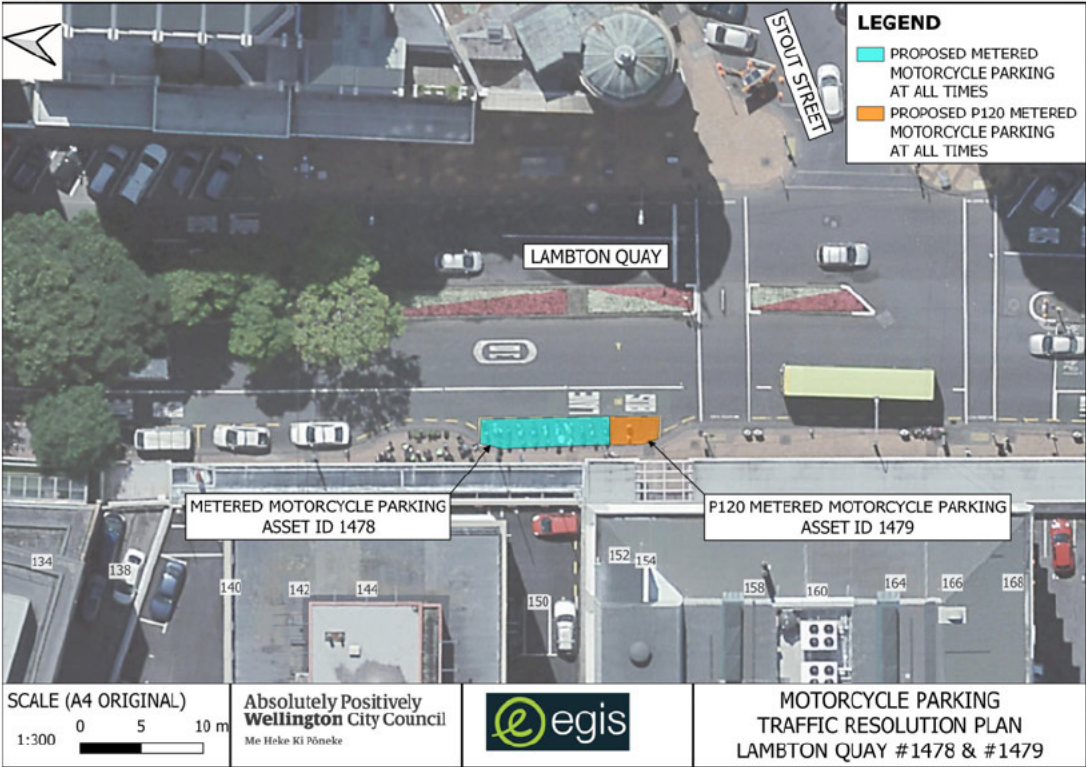 LEGEND
PROPOSED METERED
MOTORCYCLE PARKING
AT ALL TIMES
PROPOSED P120 METERED
MOTORCYCLE PARKING
AT ALL TIMES
STOUT STREET
LAMBTON QUAY
METERED MOTORCYCLE PARKING
ASSET ID 1478
P120 METERED MOTORCYCLE PARKING
ASSET ID 1479
134
138
140
142
144
150
152
154
158
160
164
166
168
SCALE (A4 ORIGINAL)
1:300
0 5 10 m
Absolutely Positively
Wellington City Council
Me Heke Ki Pōneke
egis
MOTORCYCLE PARKING
TRAFFIC RESOLUTION PLAN
LAMBTON QUAY #1478 & #1479